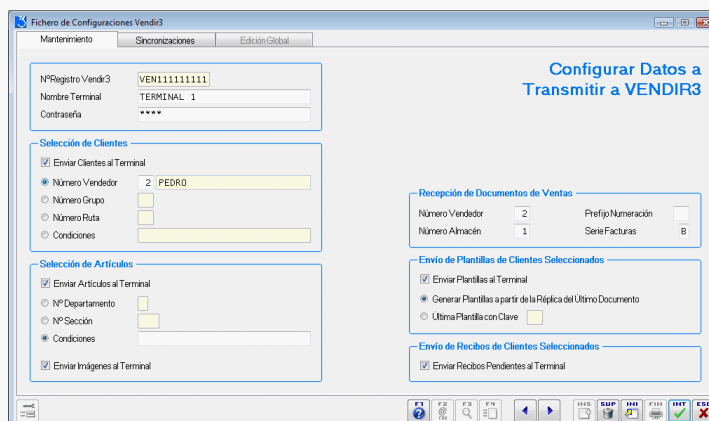 Fichero de Configuraciones Vendir3
Mantenimiento
Sincronizaciones
Edición Global
Configurar Datos a
Transmitir a VENDIR3
NºRegistro Vendir3 VEN111111111
Nombre Terminal TERMINAL 1
Contraseña ****
Selección de Clientes
Enviar Clientes al Terminal
Número Vendedor 2 PEDRO
Número Grupo
Número Ruta
Condiciones
Selección de Artículos
Enviar Artículos al Terminal
Nº Departamento
Nº Sección
Condiciones
Enviar Imágenes al Terminal
Recepción de Documentos de Ventas
Número Vendedor 2 Prefijo Numeración
Número Almacén 1 Serie Facturas B
Envío de Plantillas de Clientes Seleccionados
Enviar Plantillas al Terminal
Generar Plantillas a partir de la Réplica del Último Documento
Última Plantilla con Clave
Envío de Recibos de Clientes Seleccionados
Enviar Recibos Pendientes al Terminal
F1 F2 F3 F4 INS SUP INI FIN INT ESC